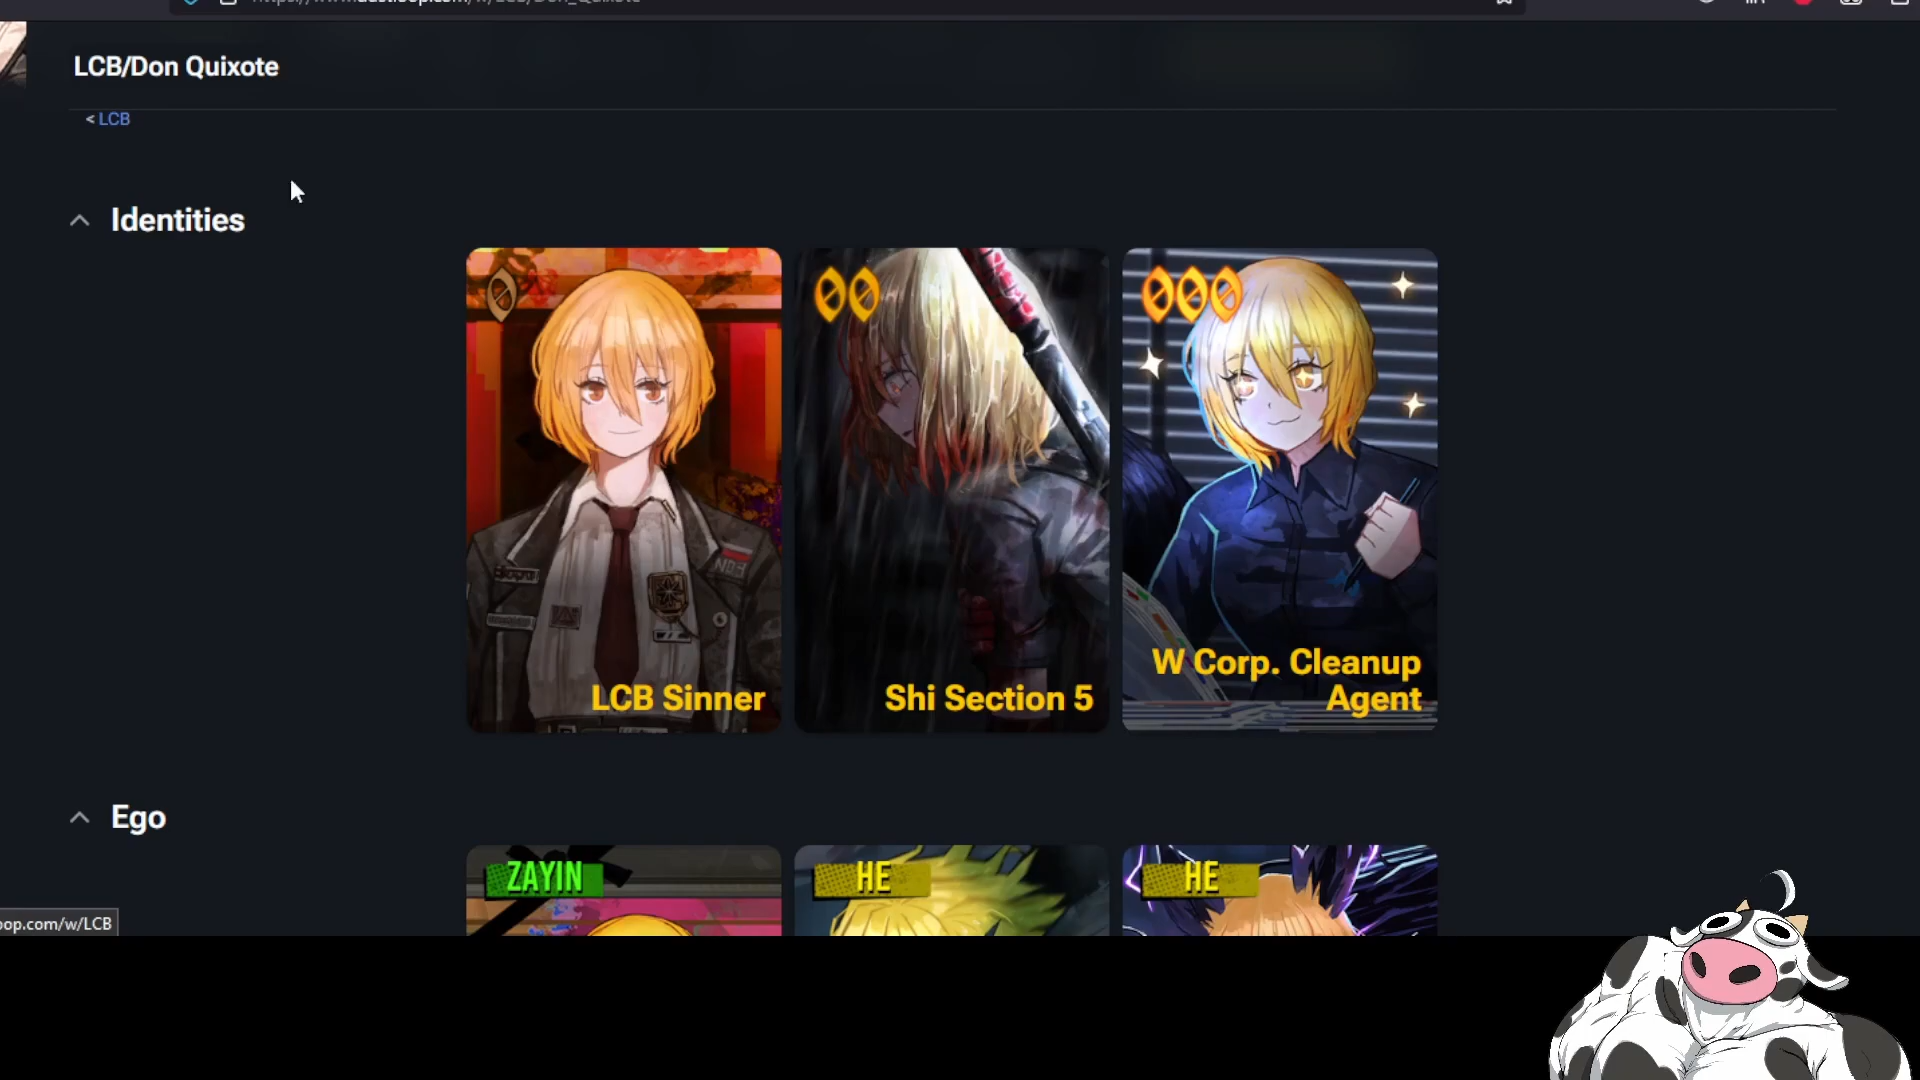 LCB/Don Quixote
< LCB
Identities
LCB Sinner
Shi Section 5
W Corp. Cleanup
Agent
Ego
ZAYIN
HE
HE
oop.com/w/LCB